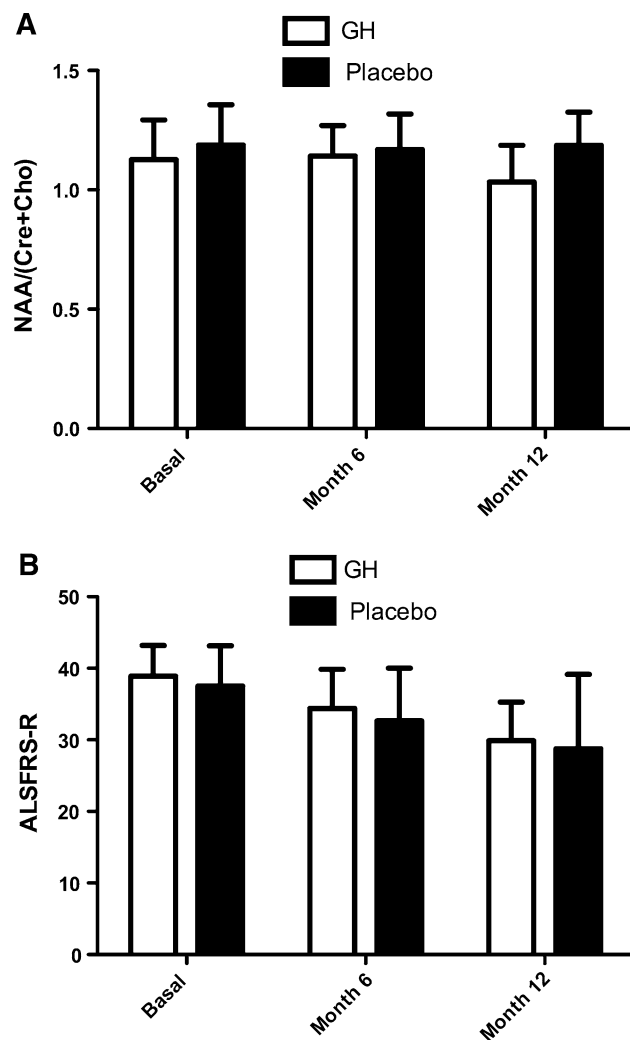 A
GH
Placebo
1.5
1.0
0.5
0.0
NAA/(Cre+Cho)
Basal
Month 6
Month 12
B
GH
Placebo
50
40
30
20
10
0
ALSFRS-R
Basal
Month 6
Month 12